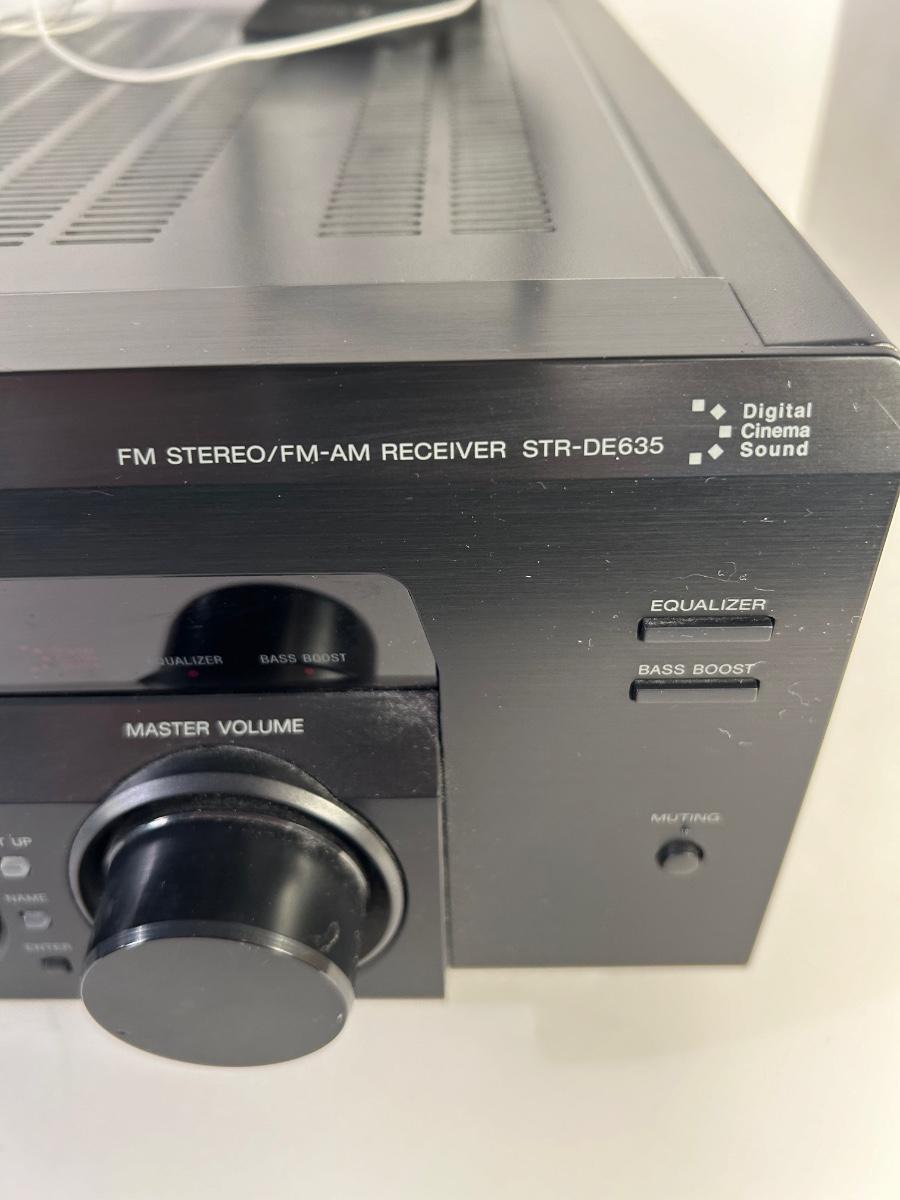 FM STEREO/FM-AM RECEIVER STR-DE635
Digital
Cinema
Sound
EQUALIZER
BASS BOOST
EQUALIZER BASS BOOST
MASTER VOLUME
MUTING
UP
NAME
ENTER